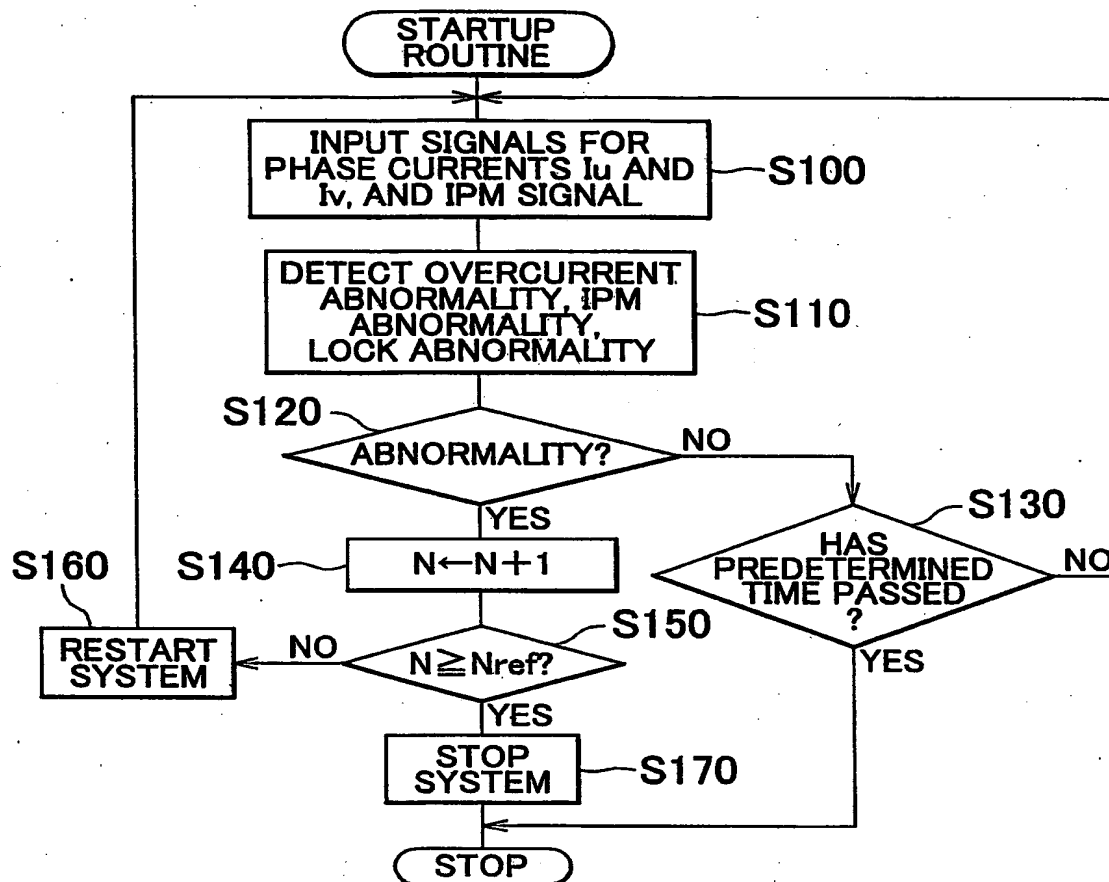 STARTUP
ROUTINE
INPUT SIGNALS FOR
PHASE CURRENTS Iu AND
Iv, AND IPM SIGNAL
S100
DETECT OVERCURRENT
ABNORMALITY, IPM
ABNORMALITY,
LOCK ABNORMALITY
S110
S120
ABNORMALITY?
NO
YES
S130
HAS
PREDETERMINED
TIME PASSED
?
NO
YES
S140
N←N+1
S150
N≧Nref?
NO
YES
S160
RESTART
SYSTEM
STOP
SYSTEM
S170
STOP